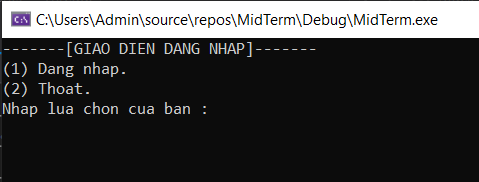 C:\Users\Admin\source\repos\MidTerm\Debug\MidTerm.exe
-------[GIAO DIEN DANG NHAP]-------
(1) Dang nhap.
(2) Thoat.
Nhap lua chon cua ban :